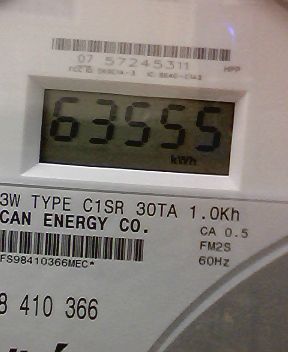 07 57245311 HPP
63555
kWh
3W TYPE C1SR 30TA 1.0Kh
CAN ENERGY CO. CA 0.5
FM2S
FS98410366MEC* 60Hz
8 410 366